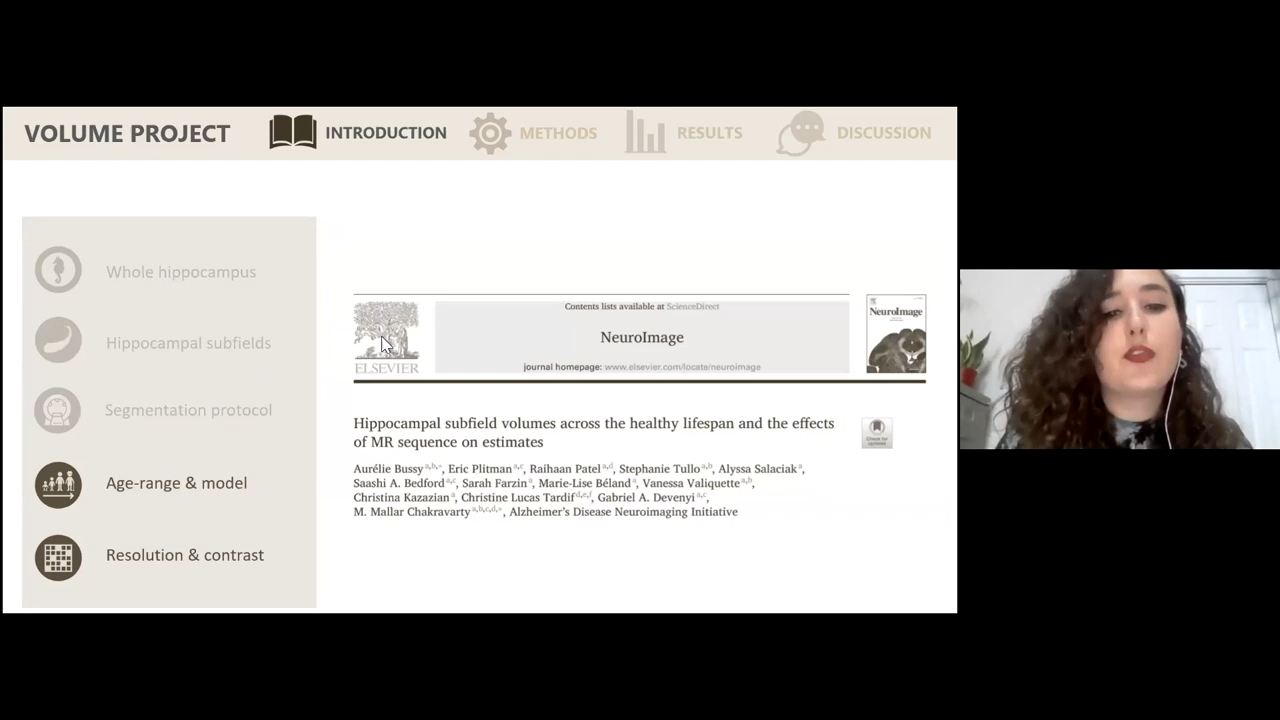 VOLUME PROJECT
INTRODUCTION
METHODS
RESULTS
DISCUSSION
Whole hippocampus
Hippocampal subfields
Segmentation protocol
Age-range & model
Resolution & contrast
Contents lists available at ScienceDirect
NeuroImage
journal homepage: www.elsevier.com/locate/neuroimage
ELSEVIER
NeuroImage
Hippocampal subfield volumes across the healthy lifespan and the effects
of MR sequence on estimates
Check for
updates
Aurélie Bussy a,b,*, Eric Plitman a,c, Raihaan Patel a,d, Stephanie Tullo a,b, Alyssa Salaciak a,
Saashi A. Bedford a,c, Sarah Farzin a, Marie-Lise Béland a, Vanessa Valiquette a,b,
Christina Kazazian a, Christine Lucas Tardif d,e,f, Gabriel A. Devenyi a,c,
M. Mallar Chakravarty a,b,c,d,*, Alzheimer's Disease Neuroimaging Initiative